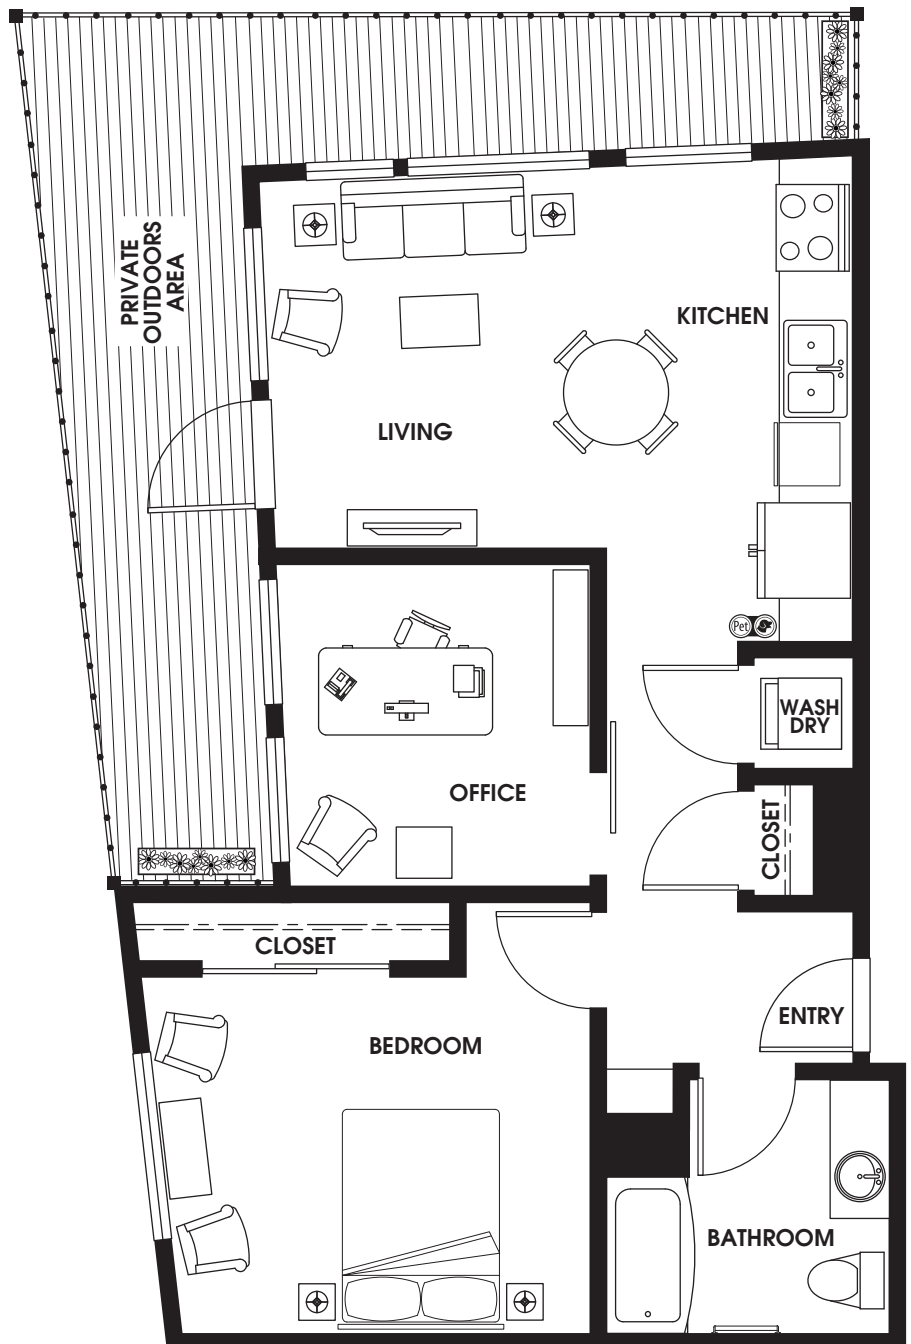 PRIVATE
OUTDOORS
AREA
KITCHEN
LIVING
Pet
WASH
DRY
OFFICE
CLOSET
CLOSET
ENTRY
BEDROOM
BATHROOM